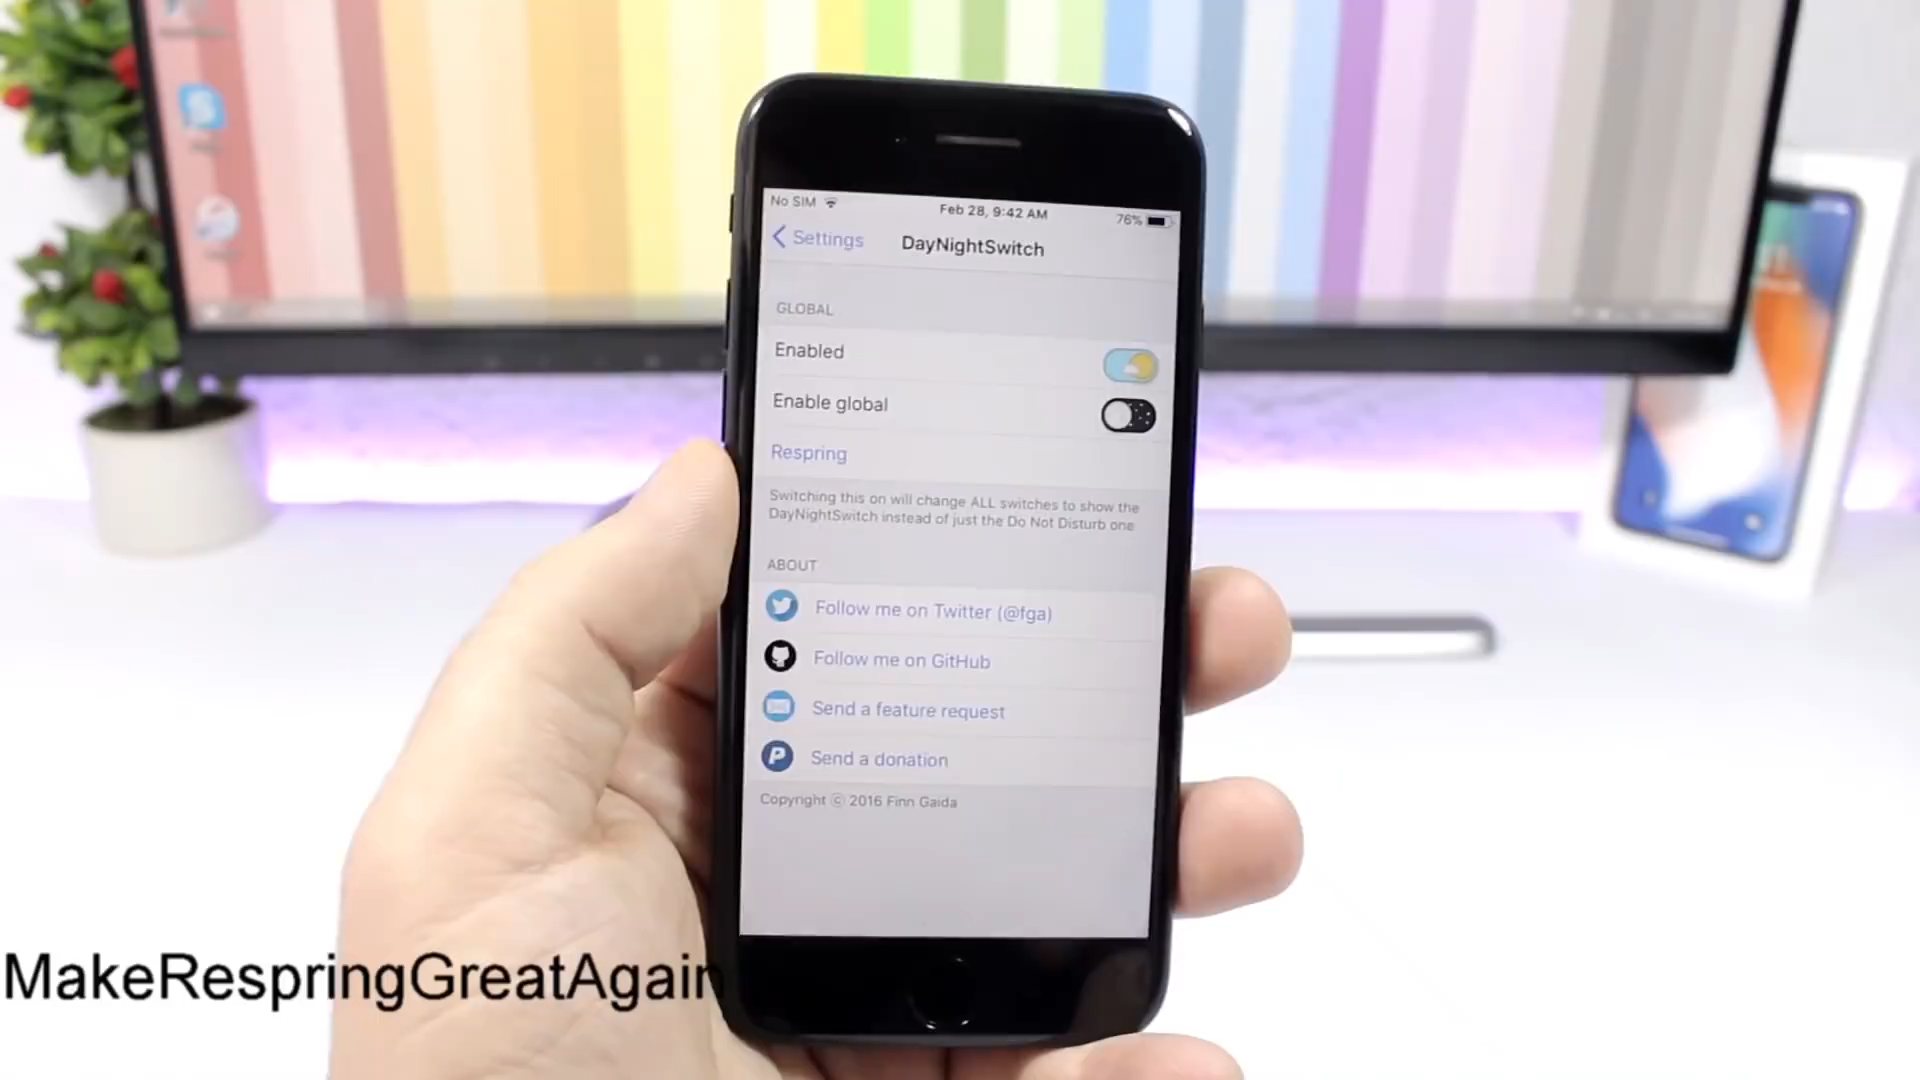 No SIM
Feb 28, 9:42 AM
76%
Settings
DayNightSwitch
GLOBAL
Enabled
Enable global
Respring
Switching this on will change ALL switches to show the
DayNightSwitch instead of just the Do Not Disturb one
ABOUT
Follow me on Twitter (@fga)
Follow me on GitHub
Send a feature request
Send a donation
Copyright © 2016 Finn Gaida
MakeRespringGreatAgain